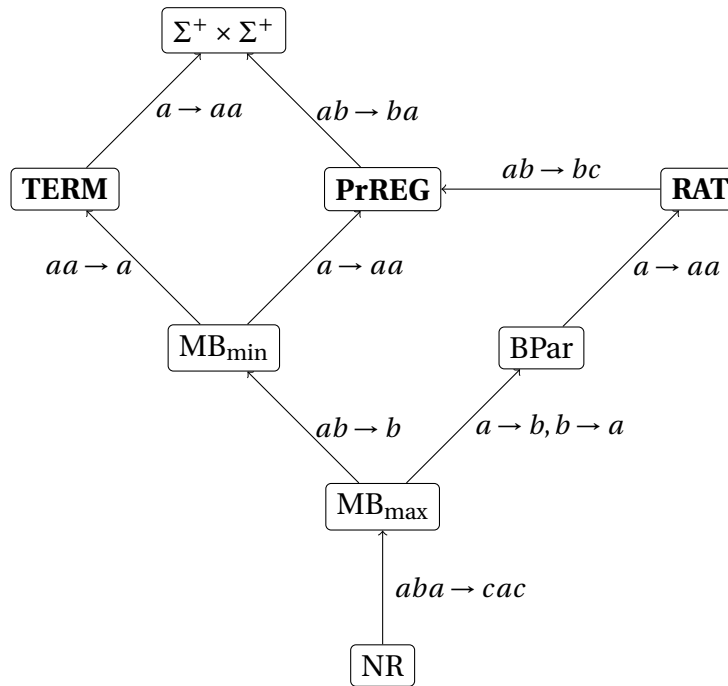 Σ⁺ × Σ⁺
a → aa
ab → ba
TERM
PrREG
ab → bc
RAT
aa → a
a → aa
a → aa
MB_min
BPar
ab → b
a → b, b → a
MB_max
aba → cac
NR